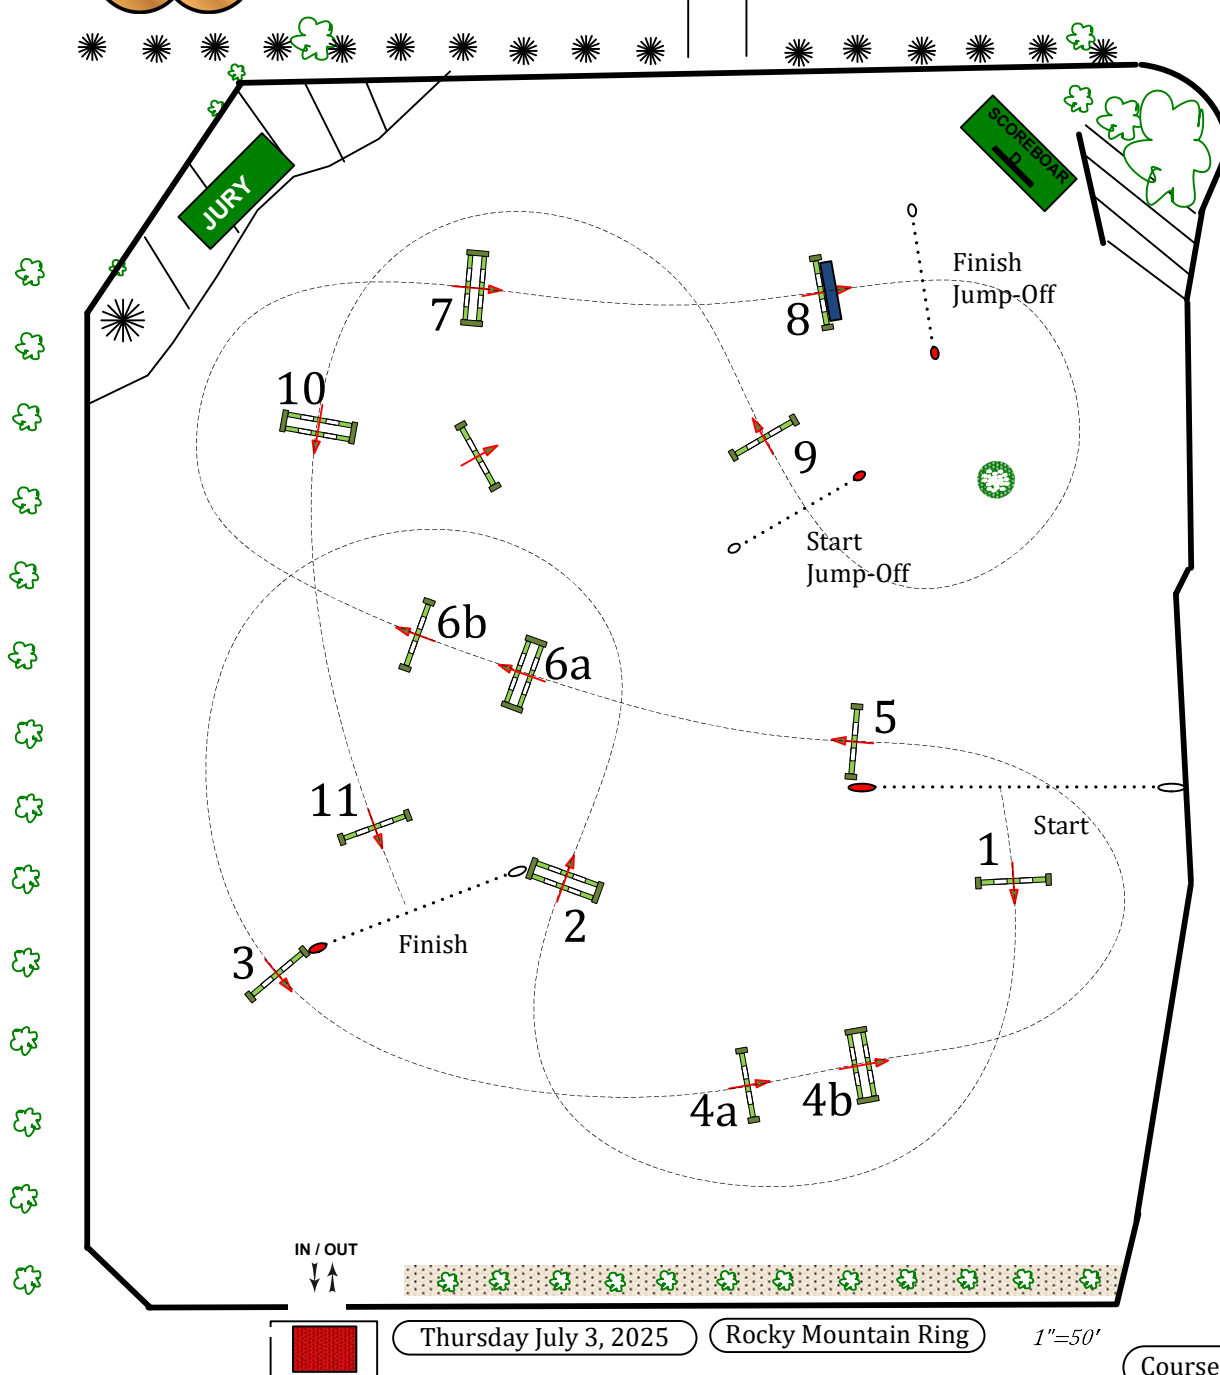 JURY
SCOREBOAR
D
Finish
Jump-Off
7
8
10
9
Start
Jump-Off
6b
6a
5
11
Start
1
2
Finish
3
4a
4b
IN / OUT
Thursday July 3, 2025
Rocky Mountain Ring
1"=50'
Course